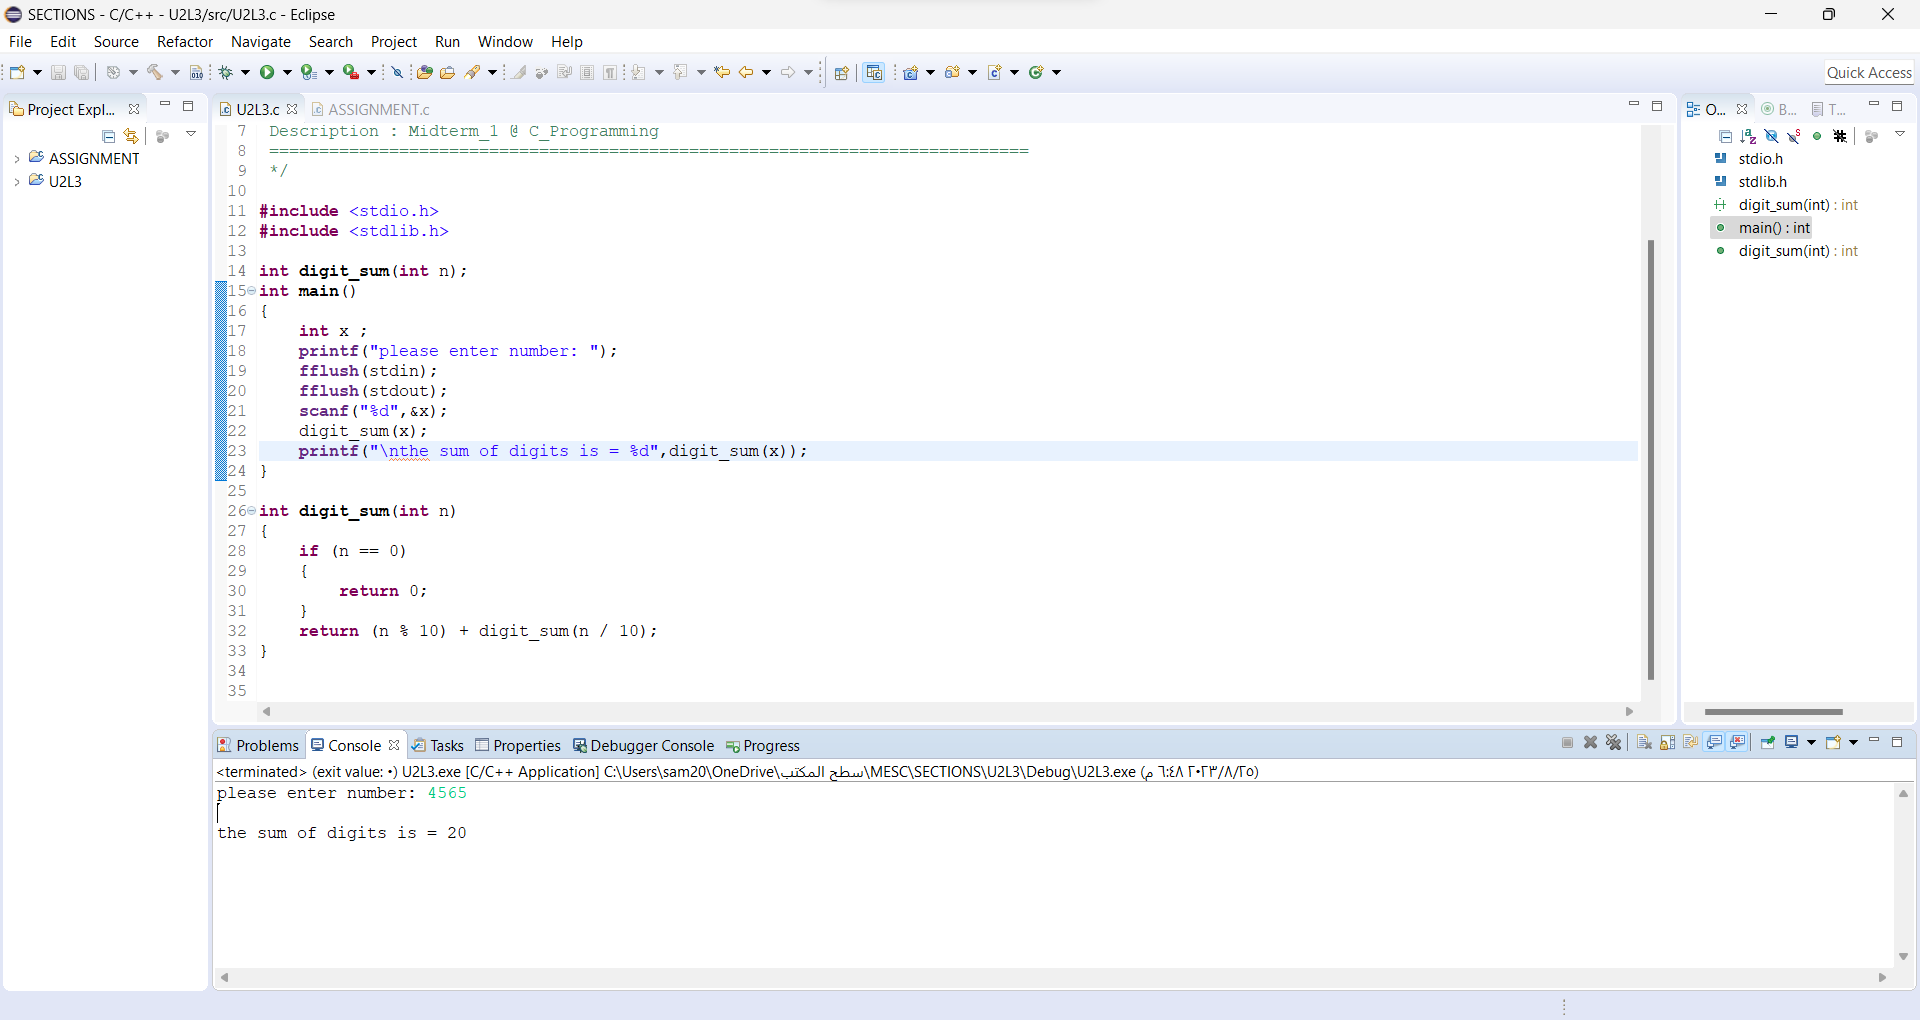 SECTIONS - C/C++ - U2L3/src/U2L3.c - Eclipse
File Edit Source Refactor Navigate Search Project Run Window Help
Quick Access
Project Expl...
ASSIGNMENT
U2L3
U2L3.c ASSIGNMENT.c
7 Description : Midterm_1 @ C_Programming
8 ============================================================================
9 */
10
11 #include <stdio.h>
12 #include <stdlib.h>
13
14 int digit_sum(int n);
15 int main()
16 {
17 int x ;
18 printf("please enter number: ");
19 fflush(stdin);
20 fflush(stdout);
21 scanf("%d",&x);
22 digit_sum(x);
23 printf("\nthe sum of digits is = %d",digit_sum(x));
24 }
25
26 int digit_sum(int n)
27 {
28 if (n == 0)
29 {
30 return 0;
31 }
32 return (n % 10) + digit_sum(n / 10);
33 }
34
35
O... B... T...
stdio.h
stdlib.h
digit_sum(int) : int
main() : int
digit_sum(int) : int
Problems Console Tasks Properties Debugger Console Progress
<terminated> (exit value: ٠) U2L3.exe [C/C++ Application] C:\Users\sam20\OneDrive\سطح المكتب\MESC\SECTIONS\U2L3\Debug\U2L3.exe (٢٠٢٣/٨/٢٥ ٦:٤٨ م)
please enter number: 4565
the sum of digits is = 20